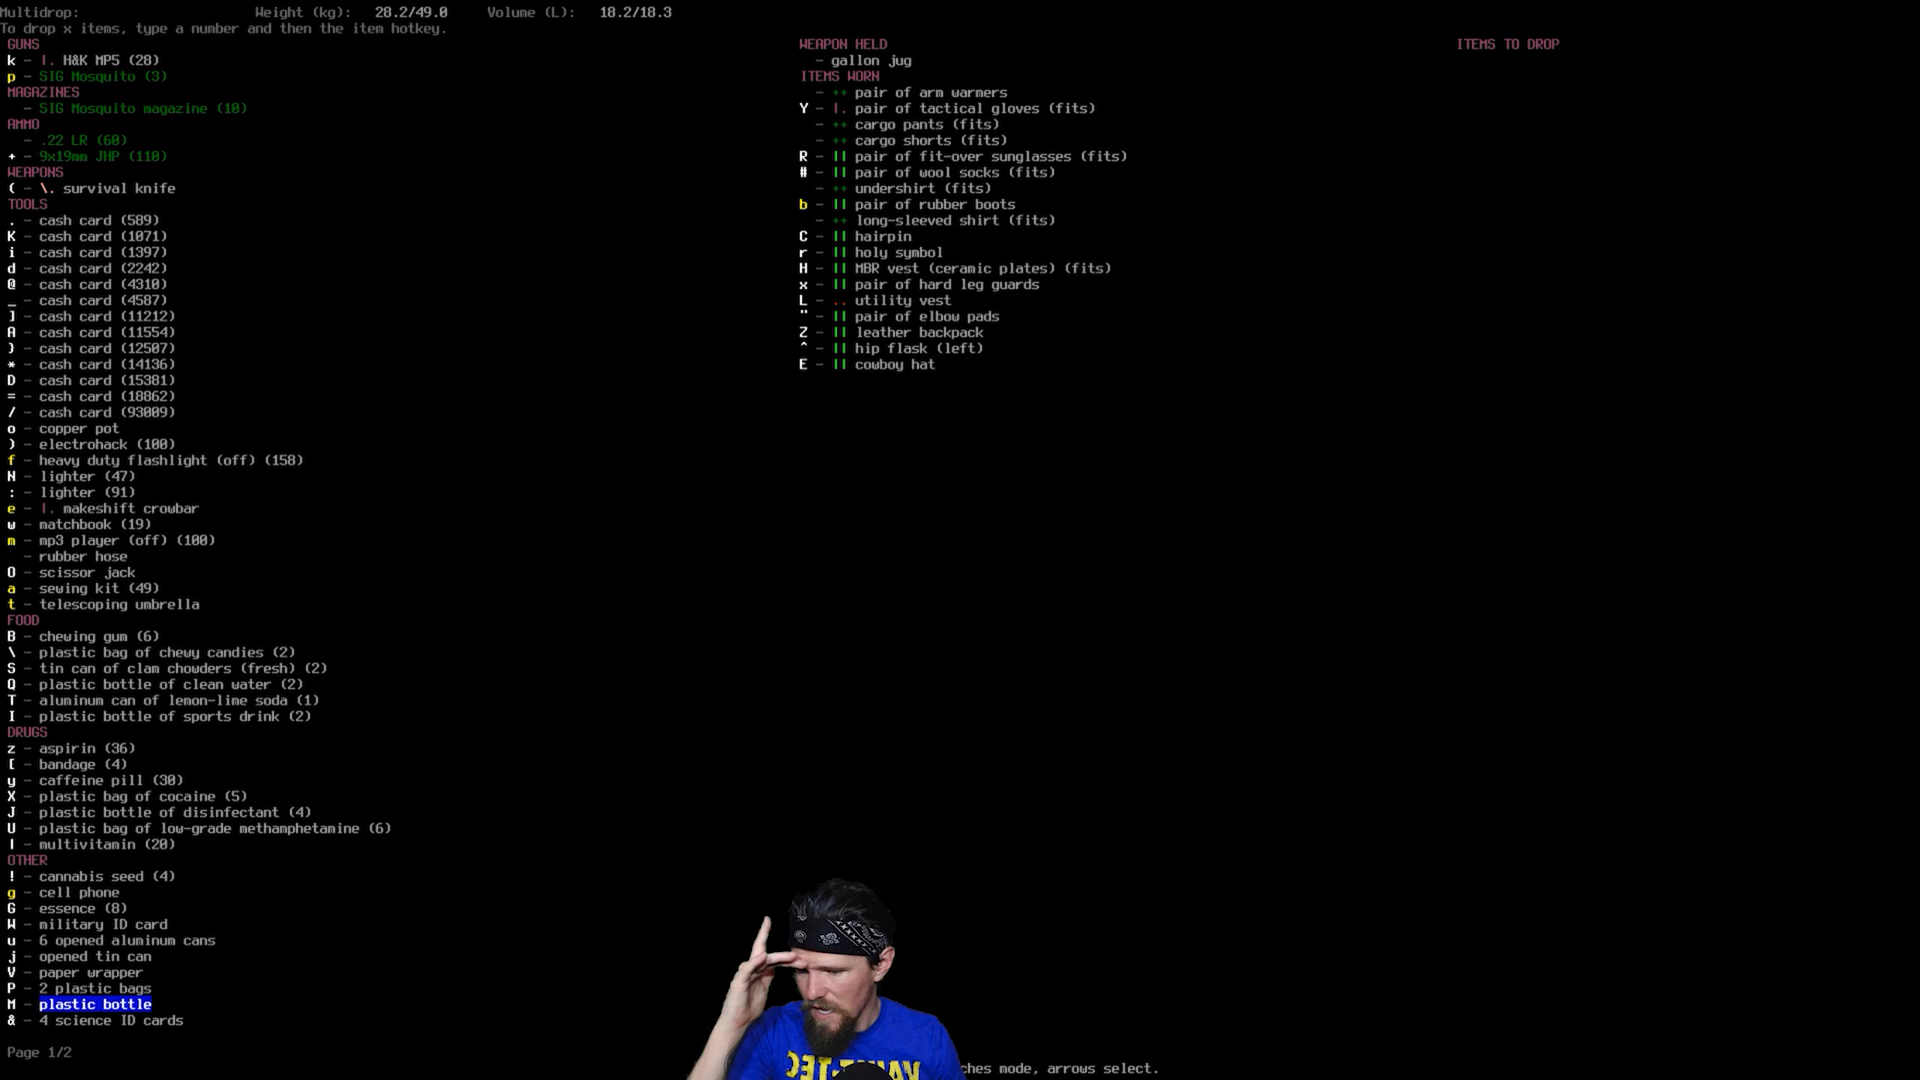 Multidrop: Weight (kg): 28.2/49.0 Volume (L): 18.2/18.3
To drop x items, type a number and then the item hotkey.
GUNS
k - |. H&K MP5 (28)
p - SIG Mosquito (3)
MAGAZINES
- SIG Mosquito magazine (10)
AMMO
- .22 LR (60)
+ - 9x19mm JHP (110)
WEAPONS
( - \. survival knife
TOOLS
. - cash card (589)
K - cash card (1071)
i - cash card (1397)
d - cash card (2242)
@ - cash card (4310)
_ - cash card (4587)
] - cash card (11212)
A - cash card (11554)
} - cash card (12507)
* - cash card (14136)
D - cash card (15381)
= - cash card (18862)
/ - cash card (93009)
o - copper pot
) - electrohack (100)
f - heavy duty flashlight (off) (158)
N - lighter (47)
: - lighter (91)
e - |. makeshift crowbar
w - matchbook (19)
m - mp3 player (off) (100)
- rubber hose
O - scissor jack
a - sewing kit (49)
t - telescoping umbrella
FOOD
B - chewing gum (6)
\ - plastic bag of chewy candies (2)
S - tin can of clam chowders (fresh) (2)
Q - plastic bottle of clean water (2)
T - aluminum can of lemon-lime soda (1)
I - plastic bottle of sports drink (2)
DRUGS
z - aspirin (36)
[ - bandage (4)
y - caffeine pill (30)
X - plastic bag of cocaine (5)
J - plastic bottle of disinfectant (4)
U - plastic bag of low-grade methamphetamine (6)
l - multivitamin (20)
OTHER
! - cannabis seed (4)
g - cell phone
G - essence (8)
W - military ID card
u - 6 opened aluminum cans
j - opened tin can
V - paper wrapper
P - 2 plastic bags
M - plastic bottle
& - 4 science ID cards
Page 1/2
WEAPON HELD
- gallon jug
ITEMS WORN
- ++ pair of arm warmers
Y - |. pair of tactical gloves (fits)
- ++ cargo pants (fits)
- ++ cargo shorts (fits)
R - || pair of fit-over sunglasses (fits)
# - || pair of wool socks (fits)
- ++ undershirt (fits)
b - || pair of rubber boots
- ++ long-sleeved shirt (fits)
C - || hairpin
r - || holy symbol
H - || MBR vest (ceramic plates) (fits)
x - || pair of hard leg guards
L - .. utility vest
" - || pair of elbow pads
Z - || leather backpack
^ - || hip flask (left)
E - || cowboy hat
ITEMS TO DROP
ches mode, arrows select.